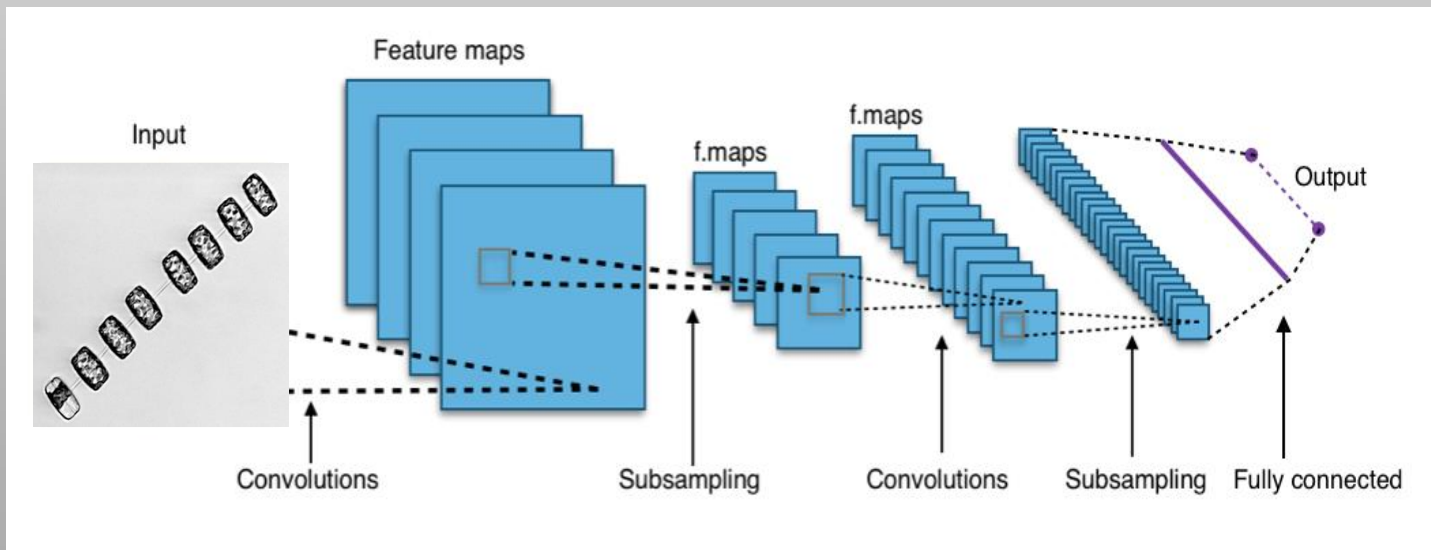 Feature maps
f.maps
f.maps
Input
Output
Convolutions
Subsampling
Convolutions
Subsampling
Fully connected